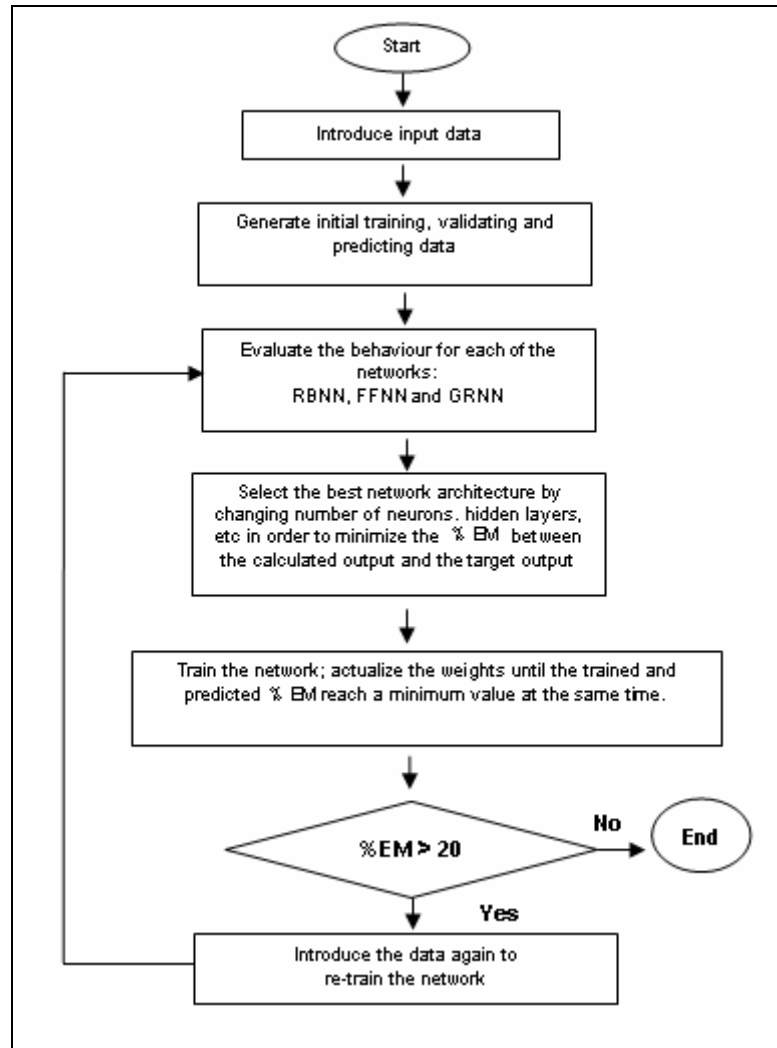 Start
Introduce input data
Generate initial training, validating and
predicting data
Evaluate the behaviour for each of the
networks:
RBNN, FFNN and GRNN
Select the best network architecture by
changing number of neurons. hidden layers,
etc in order to minimize the % EM between
the calculated output and the target output
Train the network; actualize the weights until the trained and
predicted % EM reach a minimum value at the same time.
%EM > 20
No
End
Yes
Introduce the data again to
re-train the network